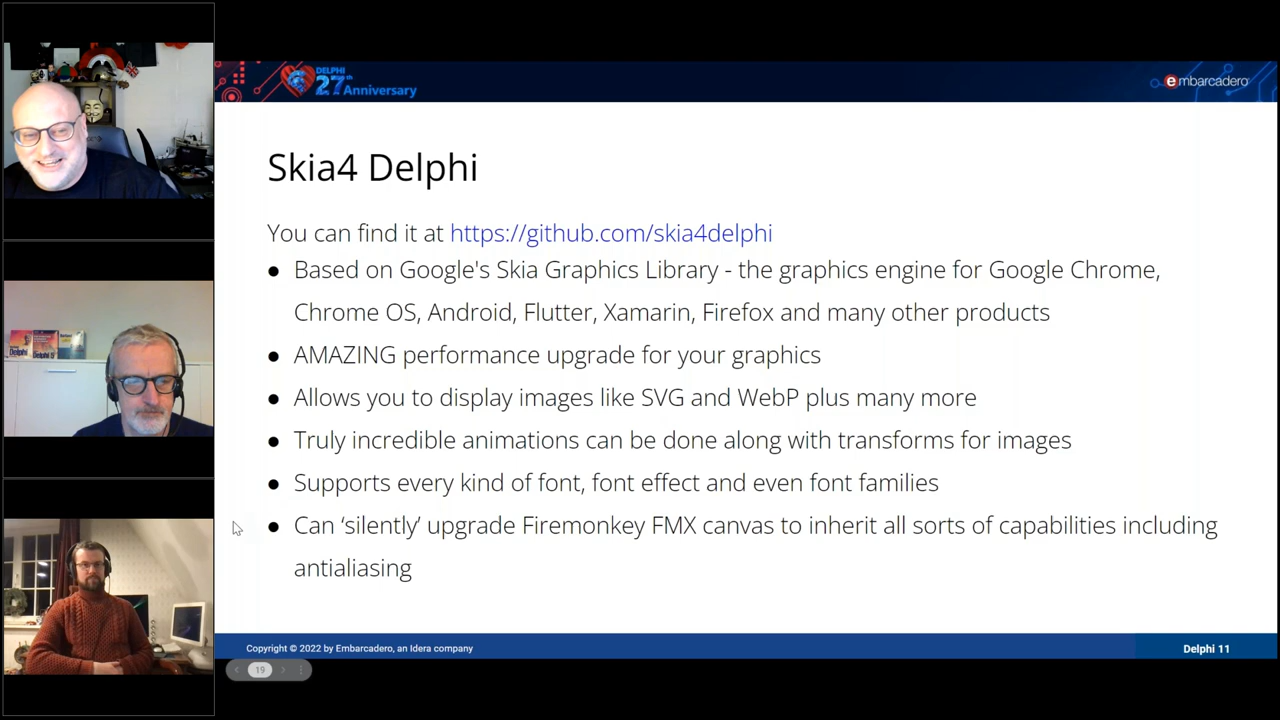 DELPHI
27th
Anniversary
embarcadero
Skia4 Delphi
You can find it at https://github.com/skia4delphi
● Based on Google's Skia Graphics Library - the graphics engine for Google Chrome,
Chrome OS, Android, Flutter, Xamarin, Firefox and many other products
● AMAZING performance upgrade for your graphics
● Allows you to display images like SVG and WebP plus many more
● Truly incredible animations can be done along with transforms for images
● Supports every kind of font, font effect and even font families
● Can ‘silently’ upgrade Firemonkey FMX canvas to inherit all sorts of capabilities including
antialiasing
Copyright © 2022 by Embarcadero, an Idera company
Delphi 11
19